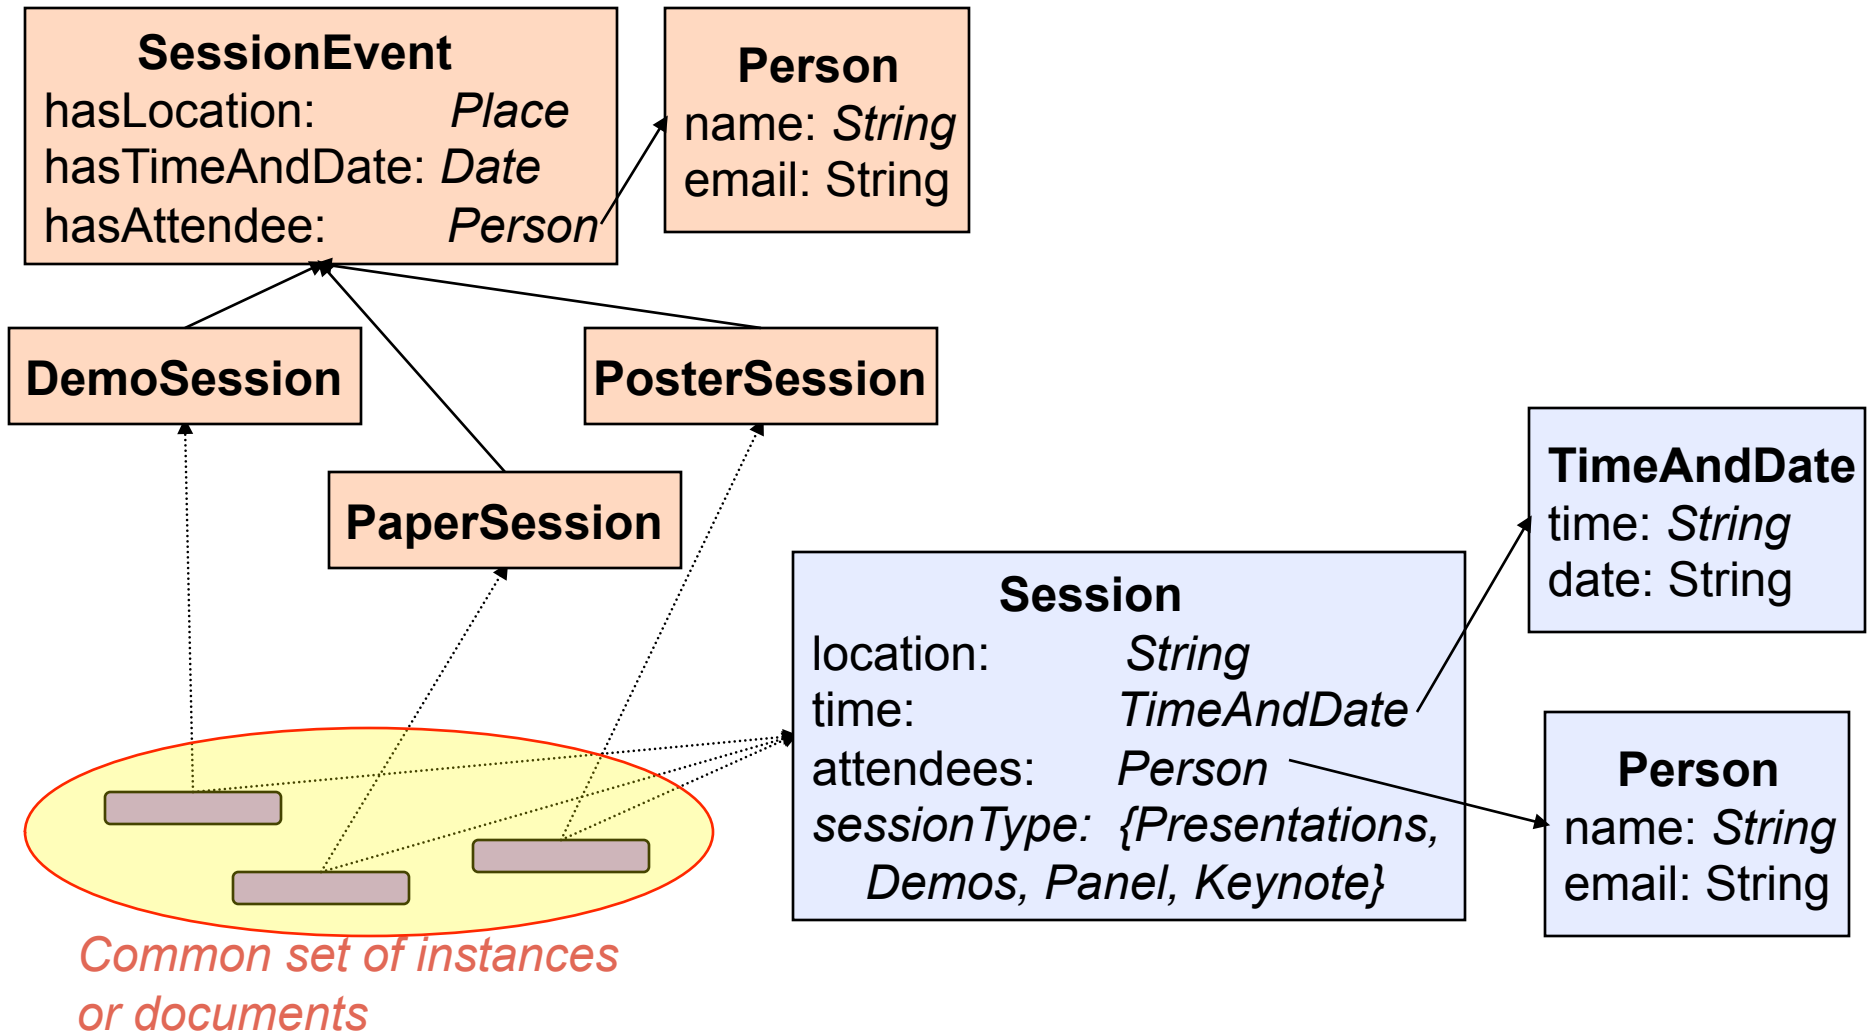 SessionEvent
hasLocation: Place
hasTimeAndDate: Date
hasAttendee: Person
Person
name: String
email: String
DemoSession
PosterSession
PaperSession
TimeAndDate
time: String
date: String
Session
location: String
time: TimeAndDate
attendees: Person
sessionType: {Presentations,
Demos, Panel, Keynote}
Person
name: String
email: String
Common set of instances
or documents